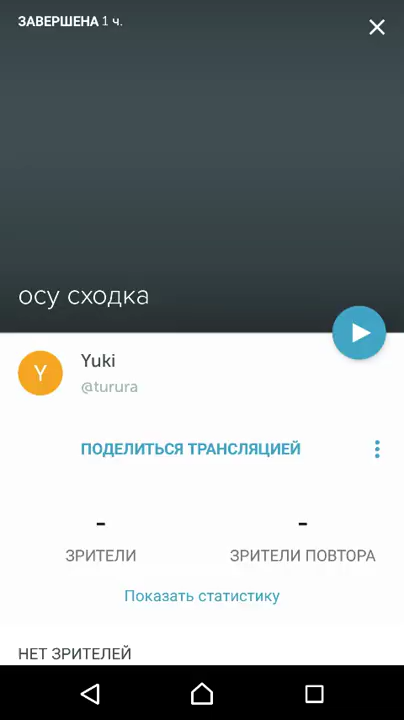 ЗАВЕРШЕНА 1 ч.
осу сходка
Y
Yuki
@turura
ПОДЕЛИТЬСЯ ТРАНСЛЯЦИЕЙ
- -
ЗРИТЕЛИ ЗРИТЕЛИ ПОВТОРА
Показать статистику
НЕТ ЗРИТЕЛЕЙ